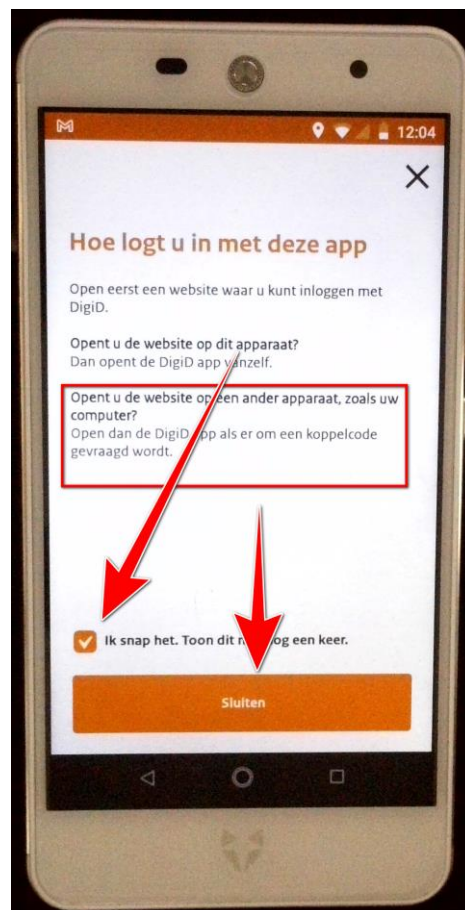 12:04
Hoe logt u in met deze app
Open eerst een website waar u kunt inloggen met
DigiD.
Opent u de website op dit apparaat?
Dan opent de DigiD app vanzelf.
Opent u de website op een ander apparaat, zoals uw
computer?
Open dan de DigiD app als er om een koppelcode
gevraagd wordt.
Ik snap het. Toon dit een keer.
Sluiten